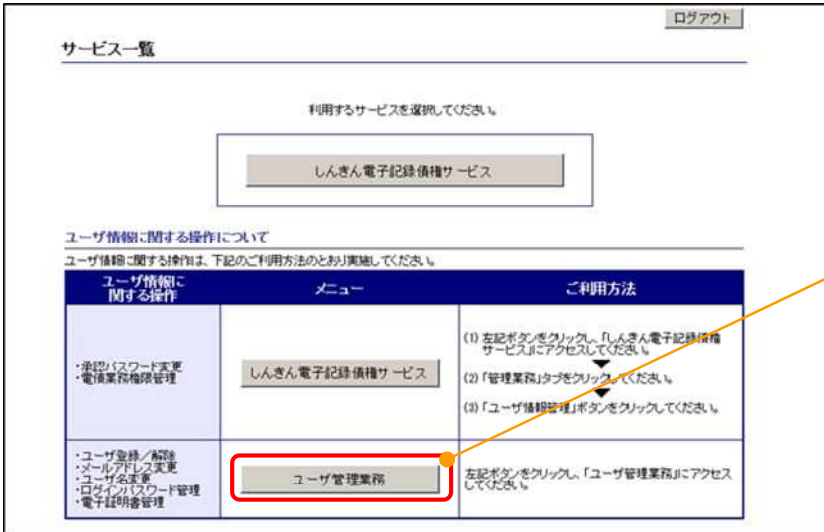 ログアウト
サービス一覧
利用するサービスを選択してください。
しんきん電子記録債権サービス
ユーザ情報に関する操作について
ユーザ情報に関する操作は、下記のご利用方法のとおり実施してください。
ユーザ情報に
関する操作
メニュー
ご利用方法
・承認パスワード変更
・電債業務権限管理
しんきん電子記録債権サービス
(1) 左記ボタンをクリックし、「しんきん電子記録債権
サービス」にアクセスしてください。
(2)「管理業務」タブをクリックしてください。
(3)「ユーザ情報管理」ボタンをクリックしてください。
・ユーザ登録／解除
・メールアドレス変更
・ユーザ名変更
・ログインパスワード管理
・電子証明書管理
ユーザ管理業務
左記ボタンをクリックし、「ユーザ管理業務」にアクセス
してください。